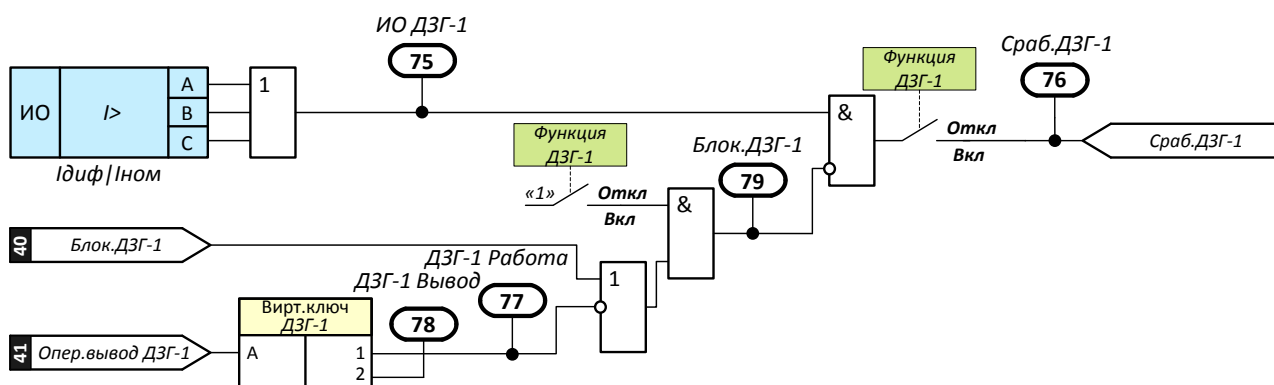 ИО ДЗГ-1
75
Функция
ДЗГ-1
Сраб.ДЗГ-1
76
ИО
I>
A
B
C
1
Iдиф|Iном
&
Откл
Вкл
Сраб.ДЗГ-1
Функция
ДЗГ-1
«1»
Откл
Вкл
Блок.ДЗГ-1
79
&
40
Блок.ДЗГ-1
ДЗГ-1 Работа
77
ДЗГ-1 Вывод
78
1
Вирт.ключ
ДЗГ-1
41
Опер.вывод ДЗГ-1
A
1
2